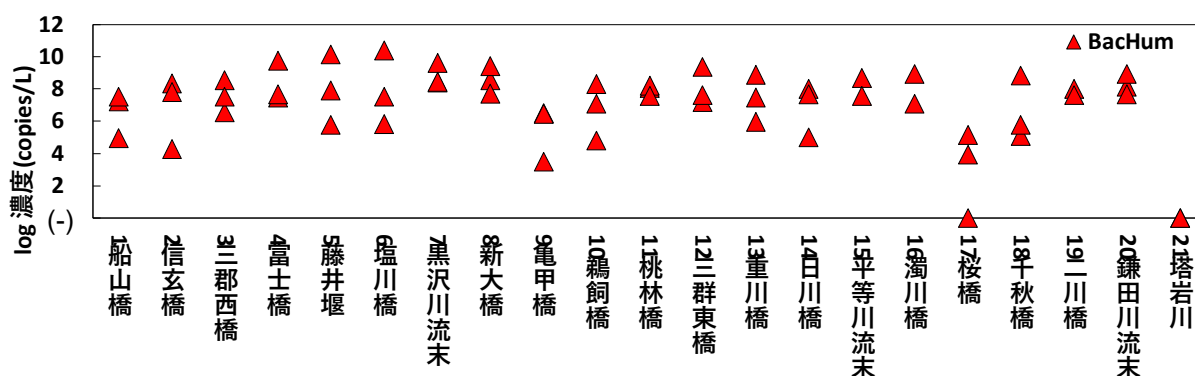 12
10
8
6
4
2
(-)
log 濃度(copies/L)
BacHum
1船山橋
2信玄橋
3三郡西橋
4富士橋
5藤井堰
6塩川橋
7黒沢川流末
8新大橋
9亀甲橋
10鵜飼橋
11桃林橋
12三群東橋
13重川橋
14日川橋
15平等川流末
16濁川橋
17桜橋
18千秋橋
19二川橋
20鎌田川流末
21塔岩川